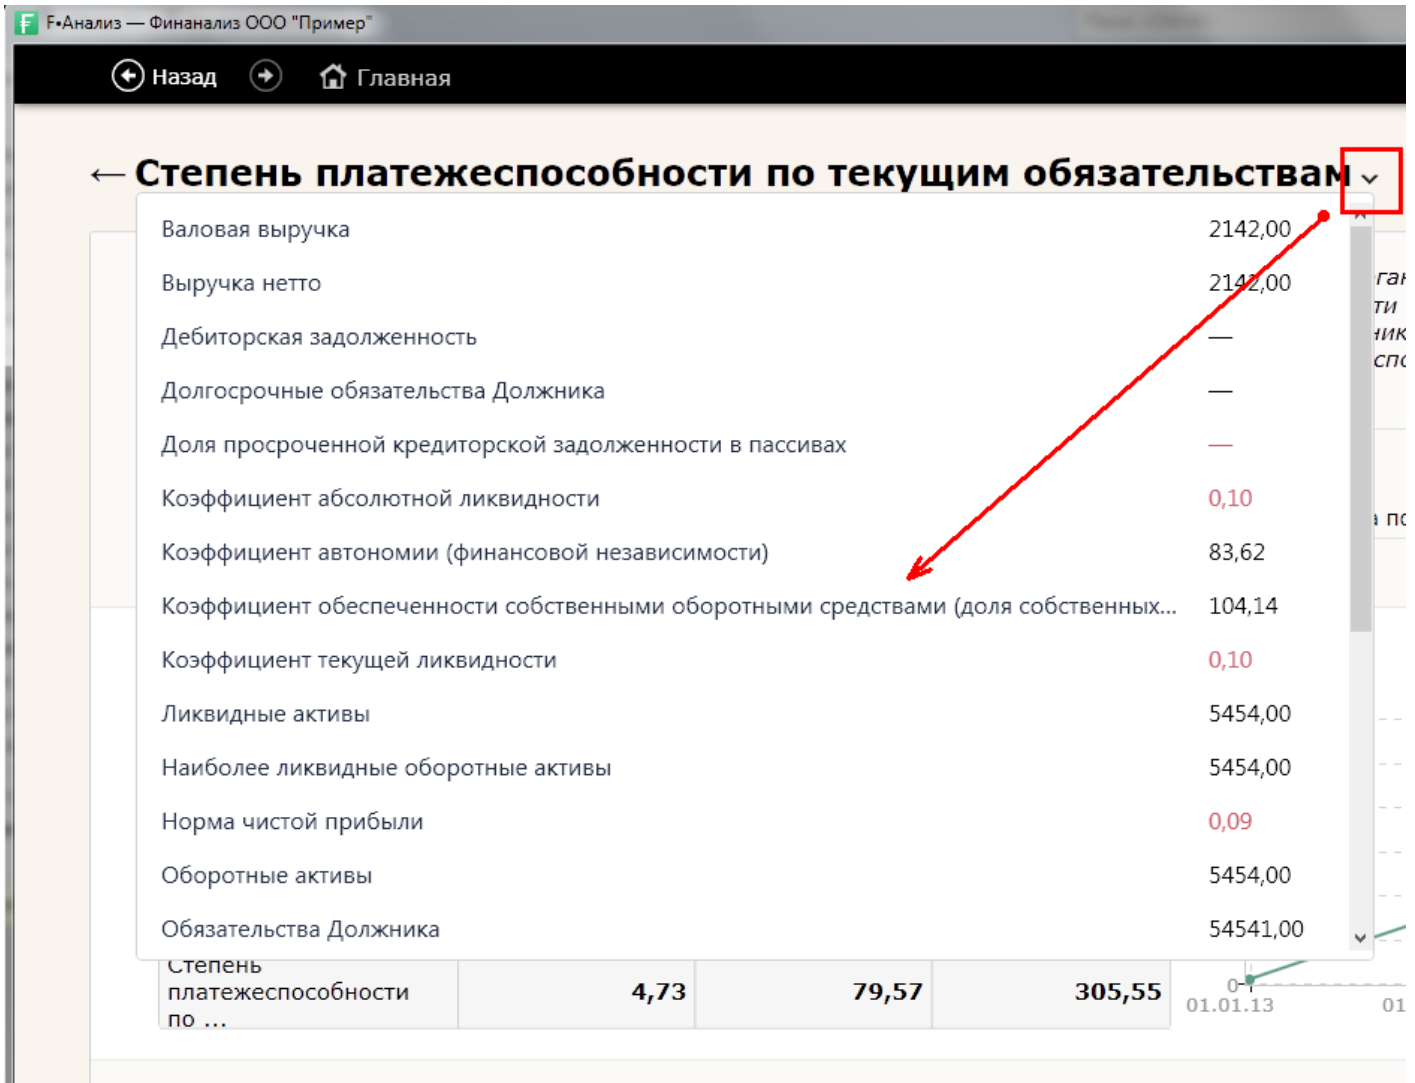 F•Анализ — Финанализ ООО "Пример"
Назад
Главная
←Степень платежеспособности по текущим обязательствам
Валовая выручка 2142,00
Выручка нетто 2142,00
Дебиторская задолженность —
Долгосрочные обязательства Должника —
Доля просроченной кредиторской задолженности в пассивах —
Коэффициент абсолютной ликвидности 0,10
Коэффициент автономии (финансовой независимости) 83,62
Коэффициент обеспеченности собственными оборотными средствами (доля собственных... 104,14
Коэффициент текущей ликвидности 0,10
Ликвидные активы 5454,00
Наиболее ликвидные оборотные активы 5454,00
Норма чистой прибыли 0,09
Оборотные активы 5454,00
Обязательства Должника 54541,00
Степень
платежеспособности
по ...
4,73 79,57 305,55
0
01.01.13
01